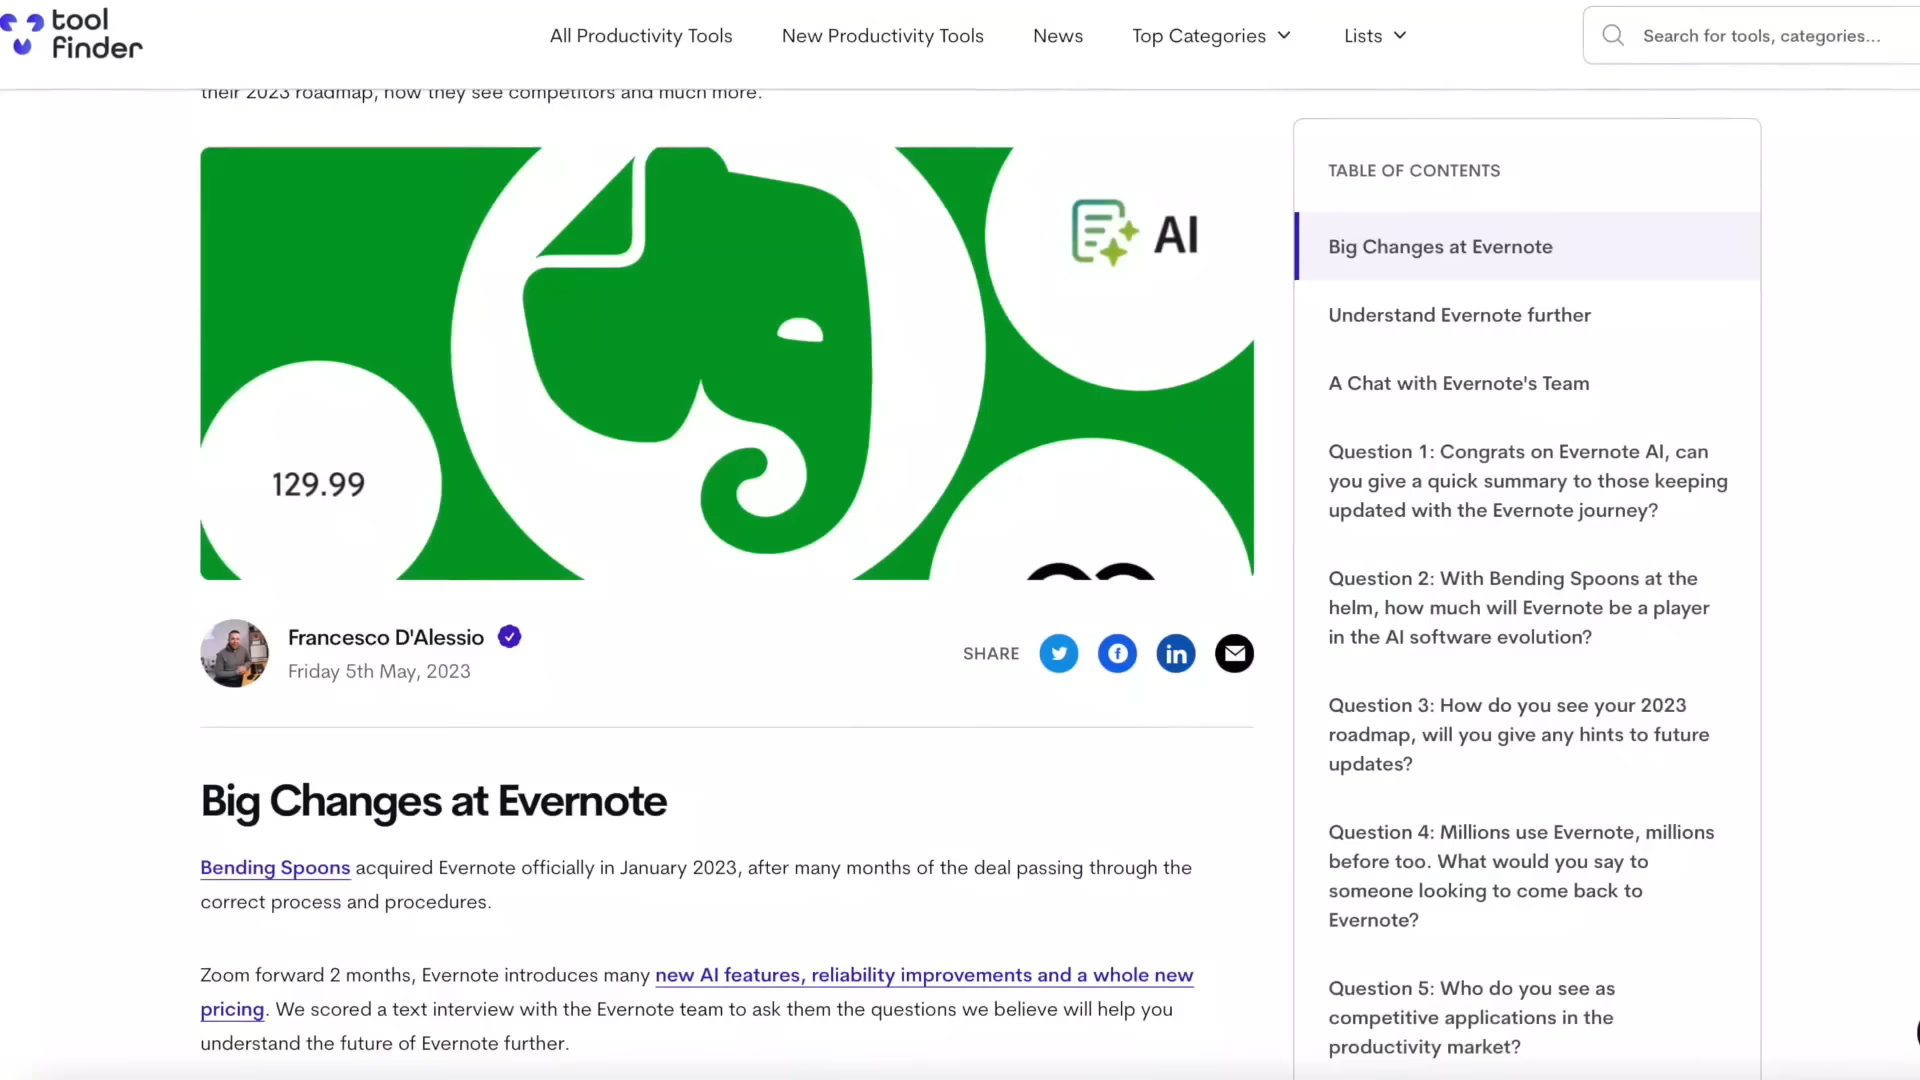 tool
finder
All Productivity Tools
New Productivity Tools
News
Top Categories
Lists
Search for tools, categories...
their 2023 roadmap, how they see competitors and much more.
AI
129.99
Francesco D'Alessio
Friday 5th May, 2023
SHARE
Big Changes at Evernote
Bending Spoons acquired Evernote officially in January 2023, after many months of the deal passing through the
correct process and procedures.
Zoom forward 2 months, Evernote introduces many new AI features, reliability improvements and a whole new
pricing. We scored a text interview with the Evernote team to ask them the questions we believe will help you
understand the future of Evernote further.
TABLE OF CONTENTS
Big Changes at Evernote
Understand Evernote further
A Chat with Evernote's Team
Question 1: Congrats on Evernote AI, can
you give a quick summary to those keeping
updated with the Evernote journey?
Question 2: With Bending Spoons at the
helm, how much will Evernote be a player
in the AI software evolution?
Question 3: How do you see your 2023
roadmap, will you give any hints to future
updates?
Question 4: Millions use Evernote, millions
before too. What would you say to
someone looking to come back to
Evernote?
Question 5: Who do you see as
competitive applications in the
productivity market?